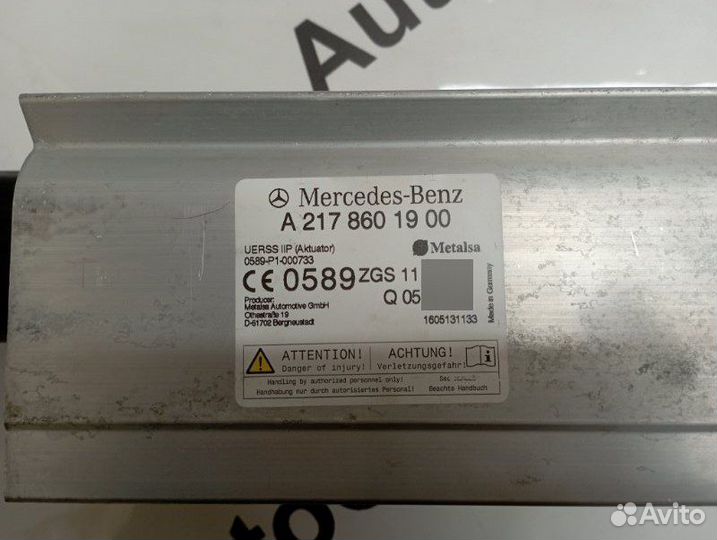 Auto
Mercedes-Benz
A 217 860 19 00
UERSS IIP (Aktuator)
0589-P1-000733
Metalsa
CE 0589 ZGS 11
Q 05
Made in Germany
Producer:
Metalsa Automotive GmbH
Othestraße 19
D-51702 Bergneustadt
1605131133
ATTENTION!
Danger of injury!
ACHTUNG!
Verletzungsgefahr!
Handling by authorized personnel only!
Handhabung nur durch autorisiertes Personal!
See
Beachte Handbuch
Avito